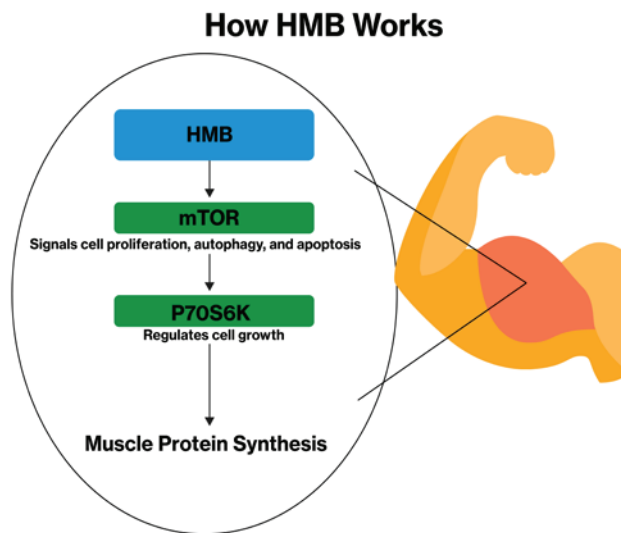 How HMB Works
HMB
mTOR
Signals cell proliferation, autophagy, and apoptosis
P70S6K
Regulates cell growth
Muscle Protein Synthesis